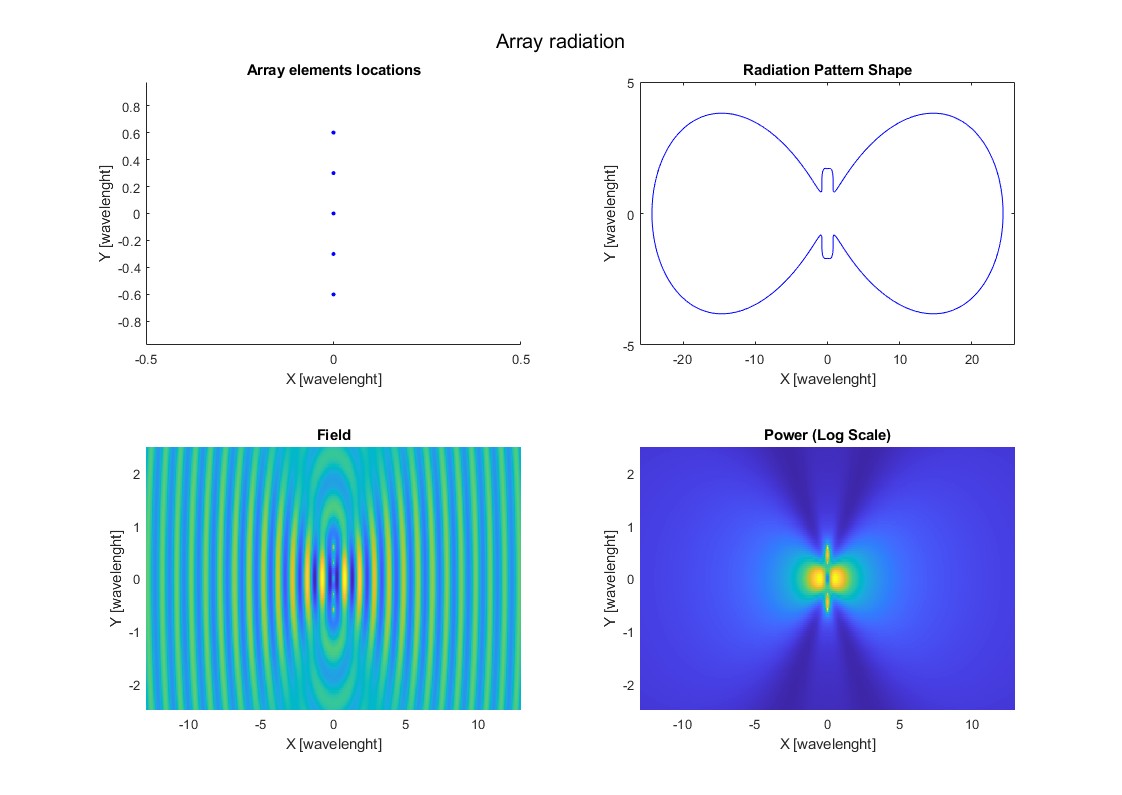 Array radiation
Array elements locations
0.8
0.6
0.4
0.2
0
-0.2
-0.4
-0.6
-0.8
Y [wavelenght]
-0.5 0 0.5
X [wavelenght]
Radiation Pattern Shape
5
0
-5
Y [wavelenght]
-20 -10 0 10 20
X [wavelenght]
Field
2
1
0
-1
-2
Y [wavelenght]
-10 -5 0 5 10
X [wavelenght]
Power (Log Scale)
2
1
0
-1
-2
Y [wavelenght]
-10 -5 0 5 10
X [wavelenght]